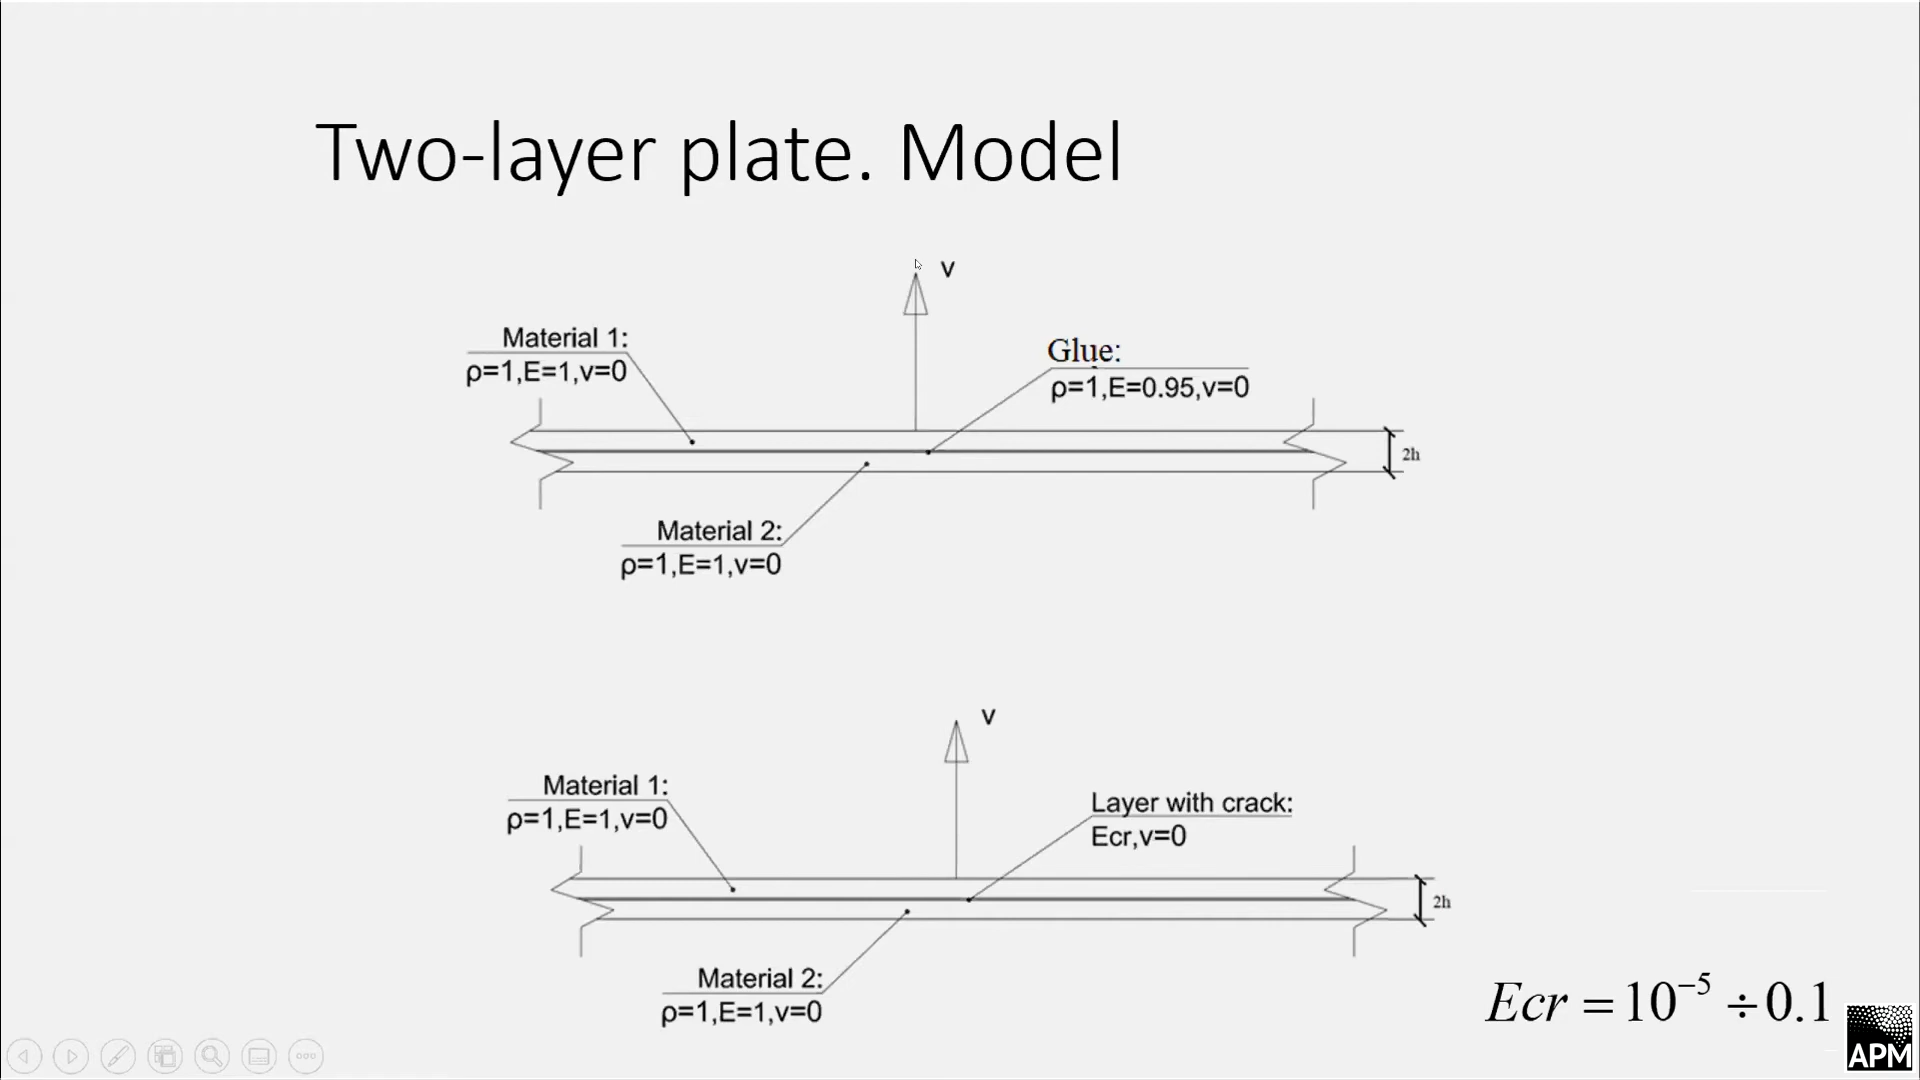 Two-layer plate. Model
v
Material 1:
ρ=1,E=1,v=0
Glue:
ρ=1,E=0.95,v=0
2h
Material 2:
ρ=1,E=1,v=0
v
Material 1:
ρ=1,E=1,v=0
Layer with crack:
Ecr,v=0
2h
Material 2:
ρ=1,E=1,v=0
Ecr = 10⁻⁵ ÷ 0.1
APM